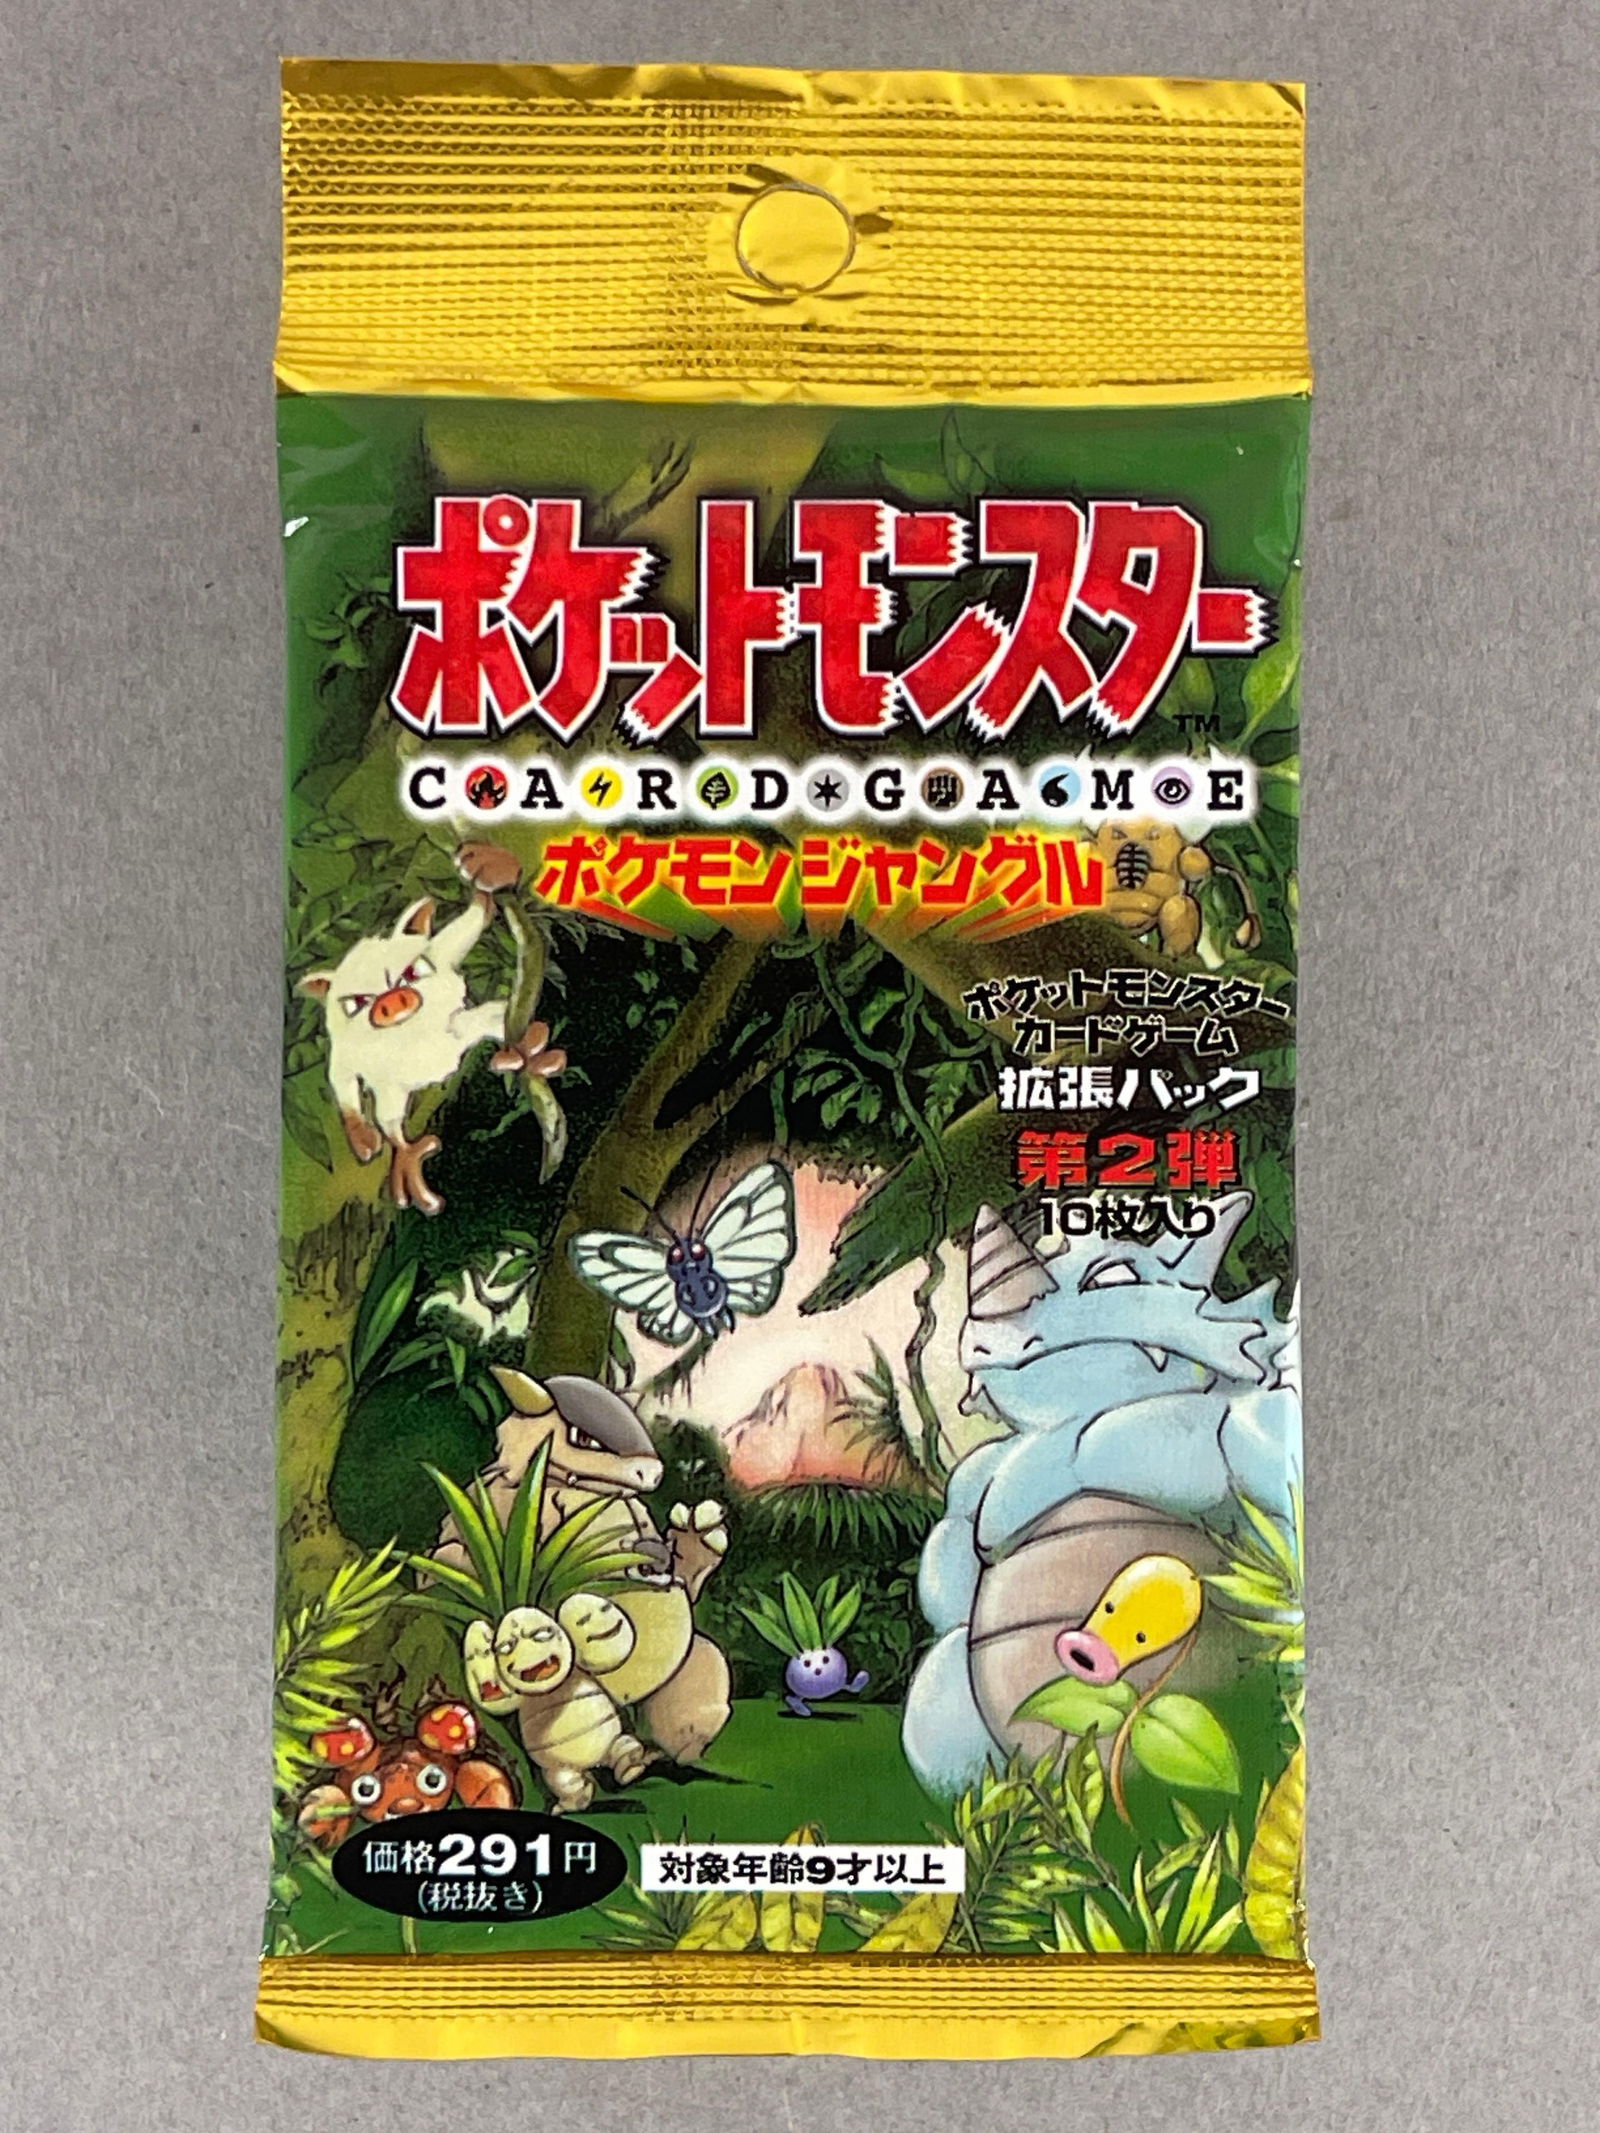 ポケットモンスター
TM
CARD GAME
ポケモンジャングル
ポケットモンスター
カードゲーム
拡張パック
第2弾
10枚入り
価格291円
(税抜き)
対象年齢9才以上